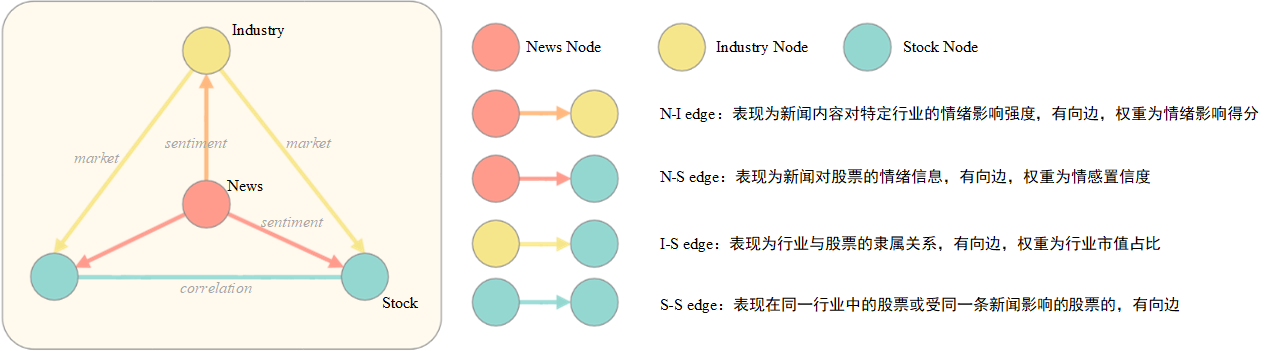 Industry
market
sentiment
market
News
sentiment
correlation
Stock
News Node
Industry Node
Stock Node
N-I edge：表现为新闻内容对特定行业的情绪影响强度，有向边，权重为情绪影响得分
N-S edge：表现为新闻对股票的情绪信息，有向边，权重为情感置信度
I-S edge：表现为行业与股票的隶属关系，有向边，权重为行业市值占比
S-S edge：表现在同一行业中的股票或受同一条新闻影响的股票的，有向边